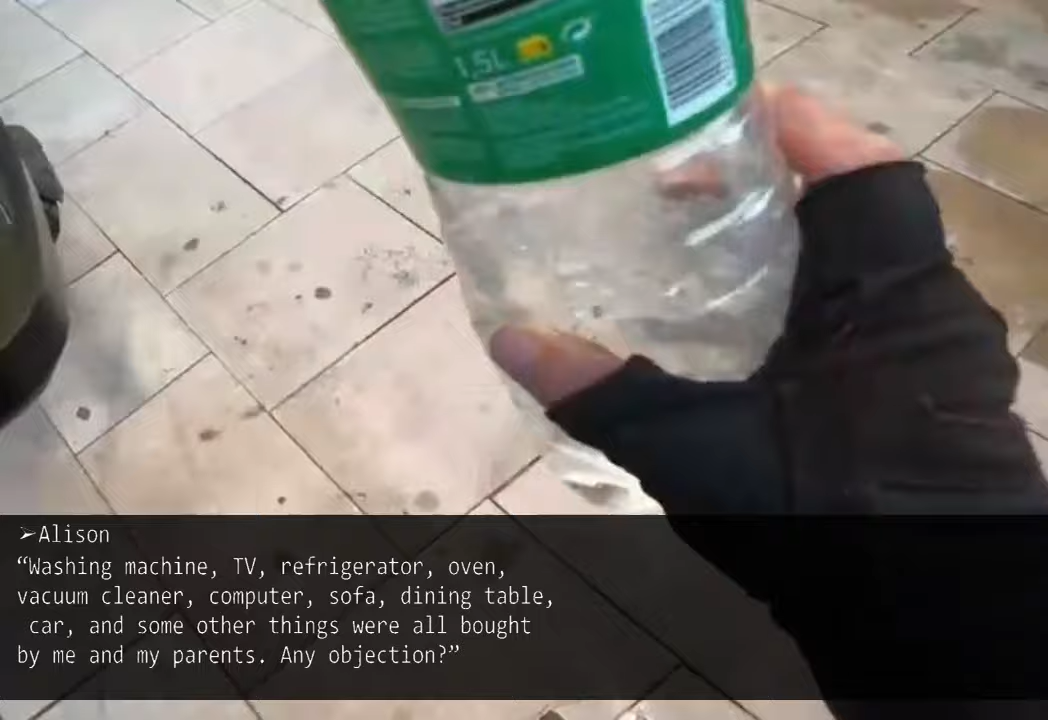 1,5L
➢Alison
“Washing machine, TV, refrigerator, oven,
vacuum cleaner, computer, sofa, dining table,
car, and some other things were all bought
by me and my parents. Any objection?”